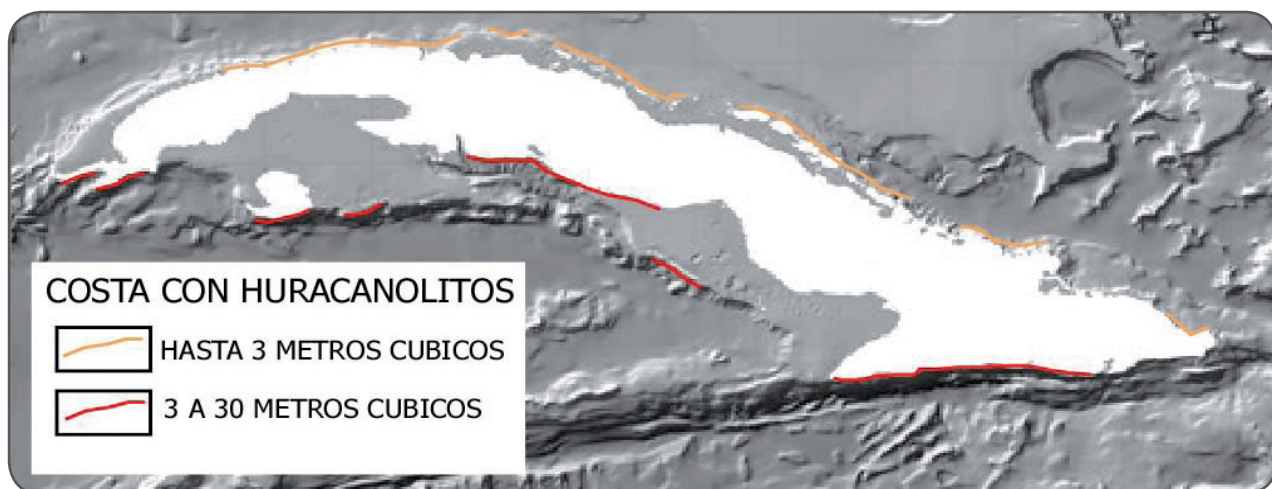 COSTA CON HURACANOLITOS
HASTA 3 METROS CUBICOS
3 A 30 METROS CUBICOS